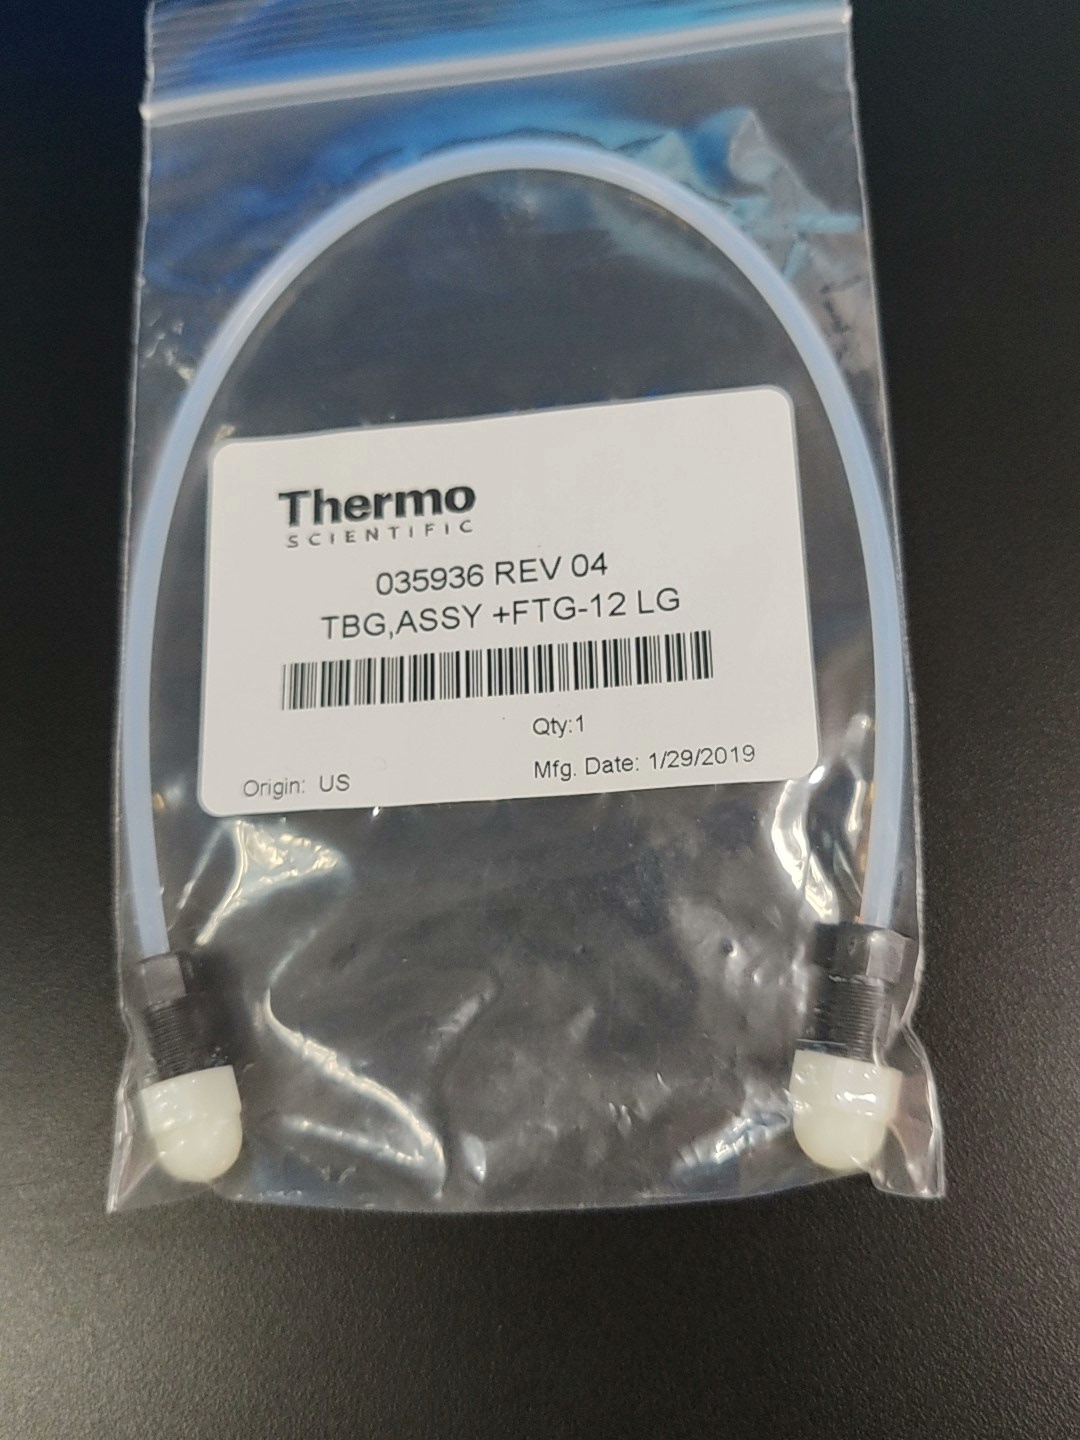 Thermo
SCIENTIFIC
035936 REV 04
TBG,ASSY +FTG-12 LG
Qty:1
Origin: US
Mfg. Date: 1/29/2019